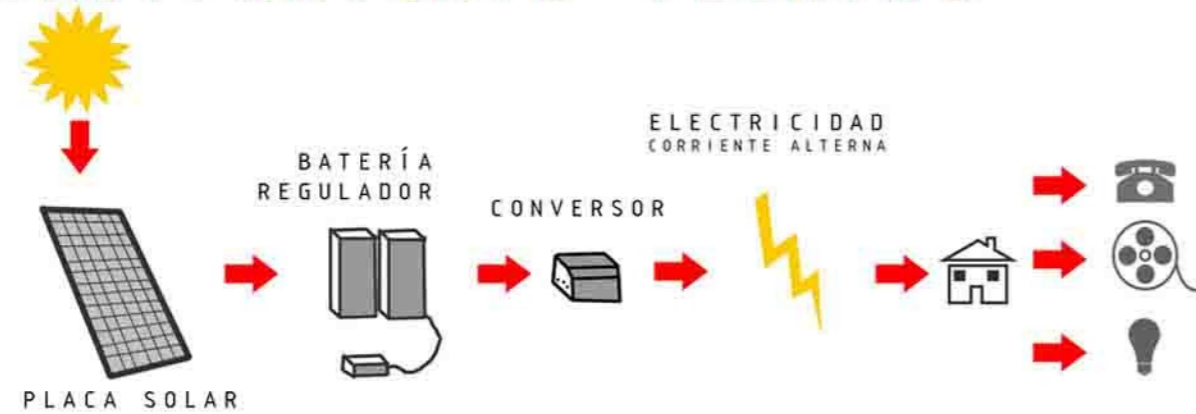 BATERÍA
REGULADOR
CONVERSOR
ELECTRICIDAD
CORRIENTE ALTERNA
PLACA SOLAR